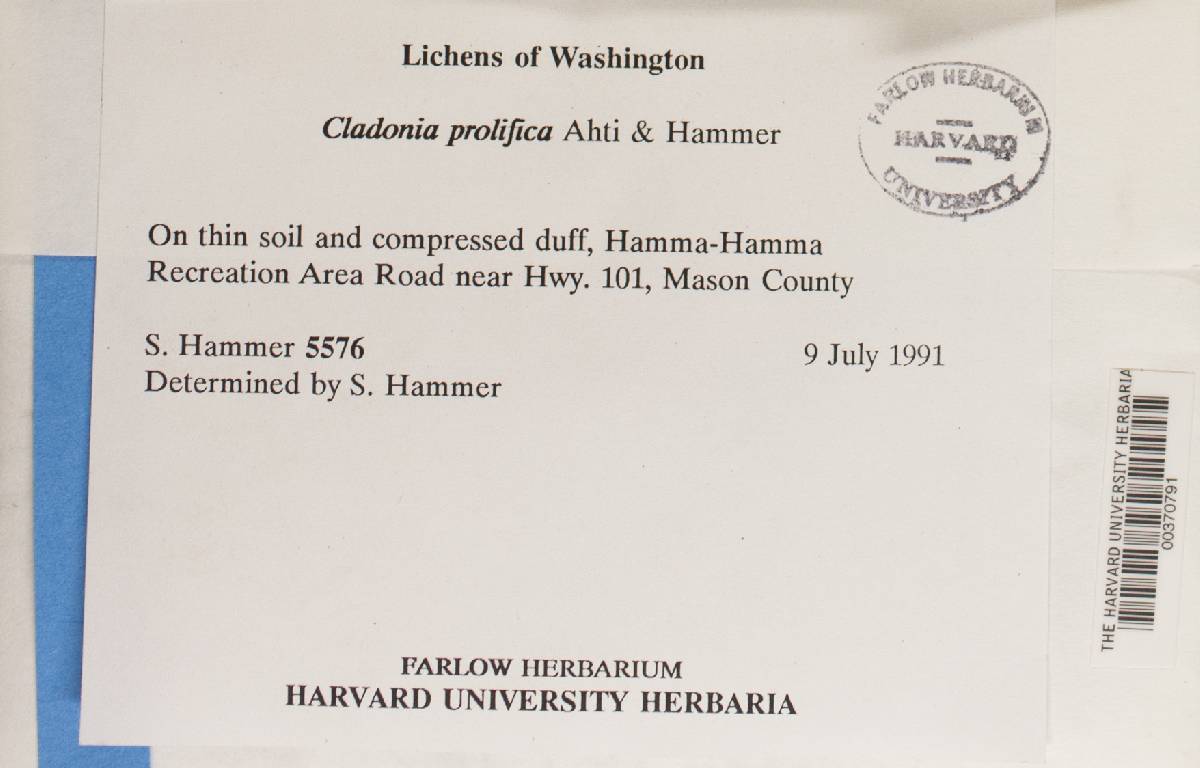 Lichens of Washington
Cladonia prolifica Ahti & Hammer
FARLOW HERBARIUM
HARVARD
UNIVERSITY
On thin soil and compressed duff, Hamma-Hamma
Recreation Area Road near Hwy. 101, Mason County
S. Hammer 5576
9 July 1991
Determined by S. Hammer
THE HARVARD UNIVERSITY HERBARIA
00370791
FARLOW HERBARIUM
HARVARD UNIVERSITY HERBARIA